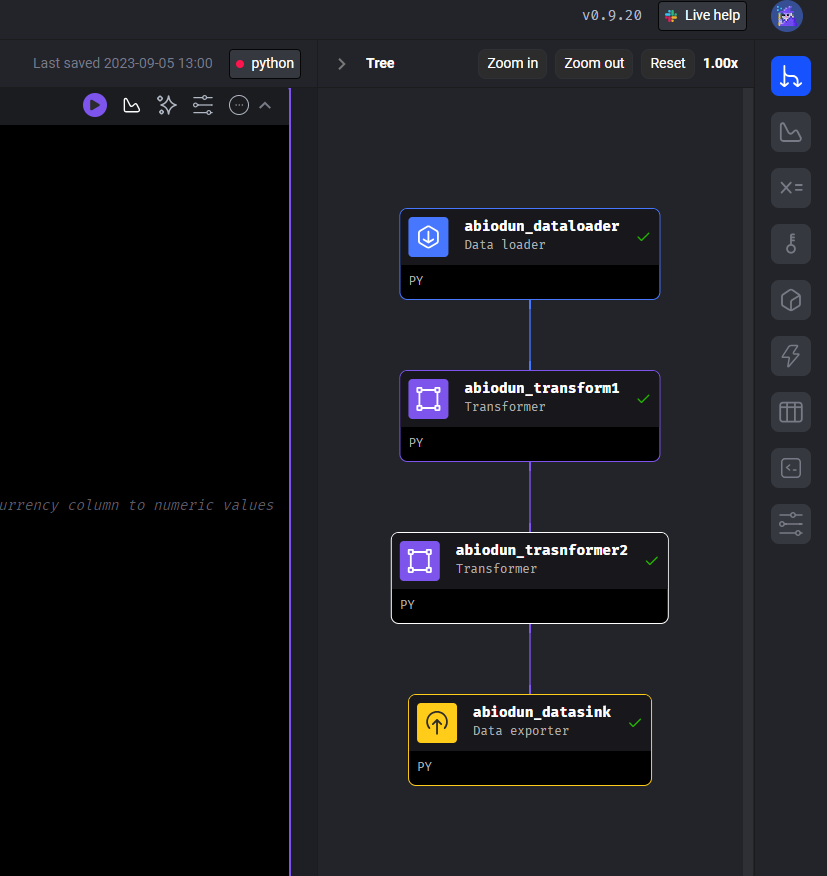 v0.9.20 Live help
Last saved 2023-09-05 13:00 python Tree Zoom in Zoom out Reset 1.00x
abiodun_dataloader
Data loader
PY
abiodun_transform1
Transformer
PY
urrency column to numeric values
abiodun_trasnformer2
Transformer
PY
abiodun_datasink
Data exporter
PY